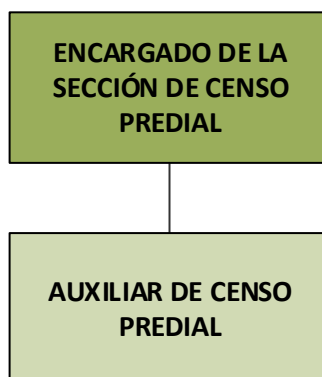 ENCARGADO DE LA
SECCIÓN DE CENSO
PREDIAL
AUXILIAR DE CENSO
PREDIAL